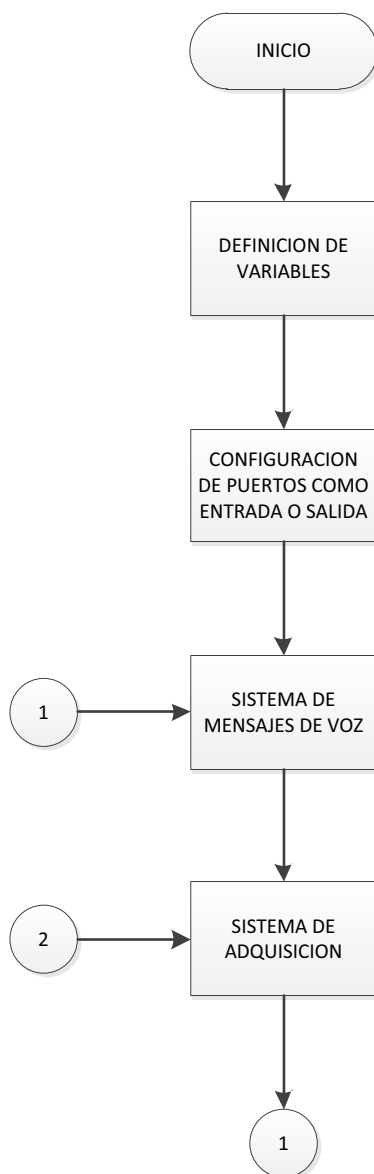 INICIO
DEFINICION DE
VARIABLES
CONFIGURACION
DE PUERTOS COMO
ENTRADA O SALIDA
1
SISTEMA DE
MENSAJES DE VOZ
2
SISTEMA DE
ADQUISICION
1